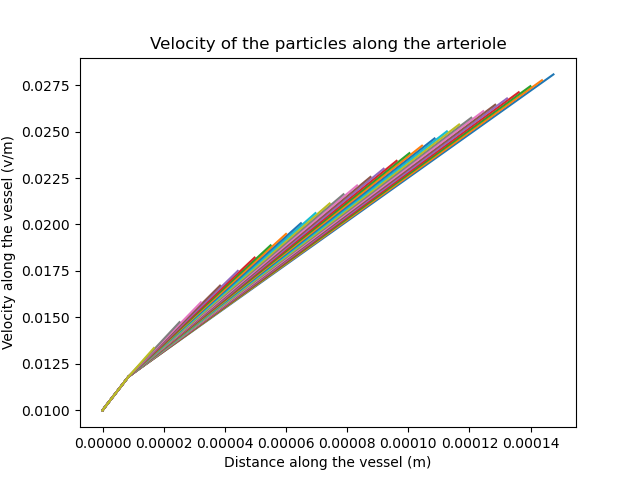 Velocity of the particles along the arteriole
Velocity along the vessel (v/m)
0.0275
0.0250
0.0225
0.0200
0.0175
0.0150
0.0125
0.0100
0.00000 0.00002 0.00004 0.00006 0.00008 0.00010 0.00012 0.00014
Distance along the vessel (m)